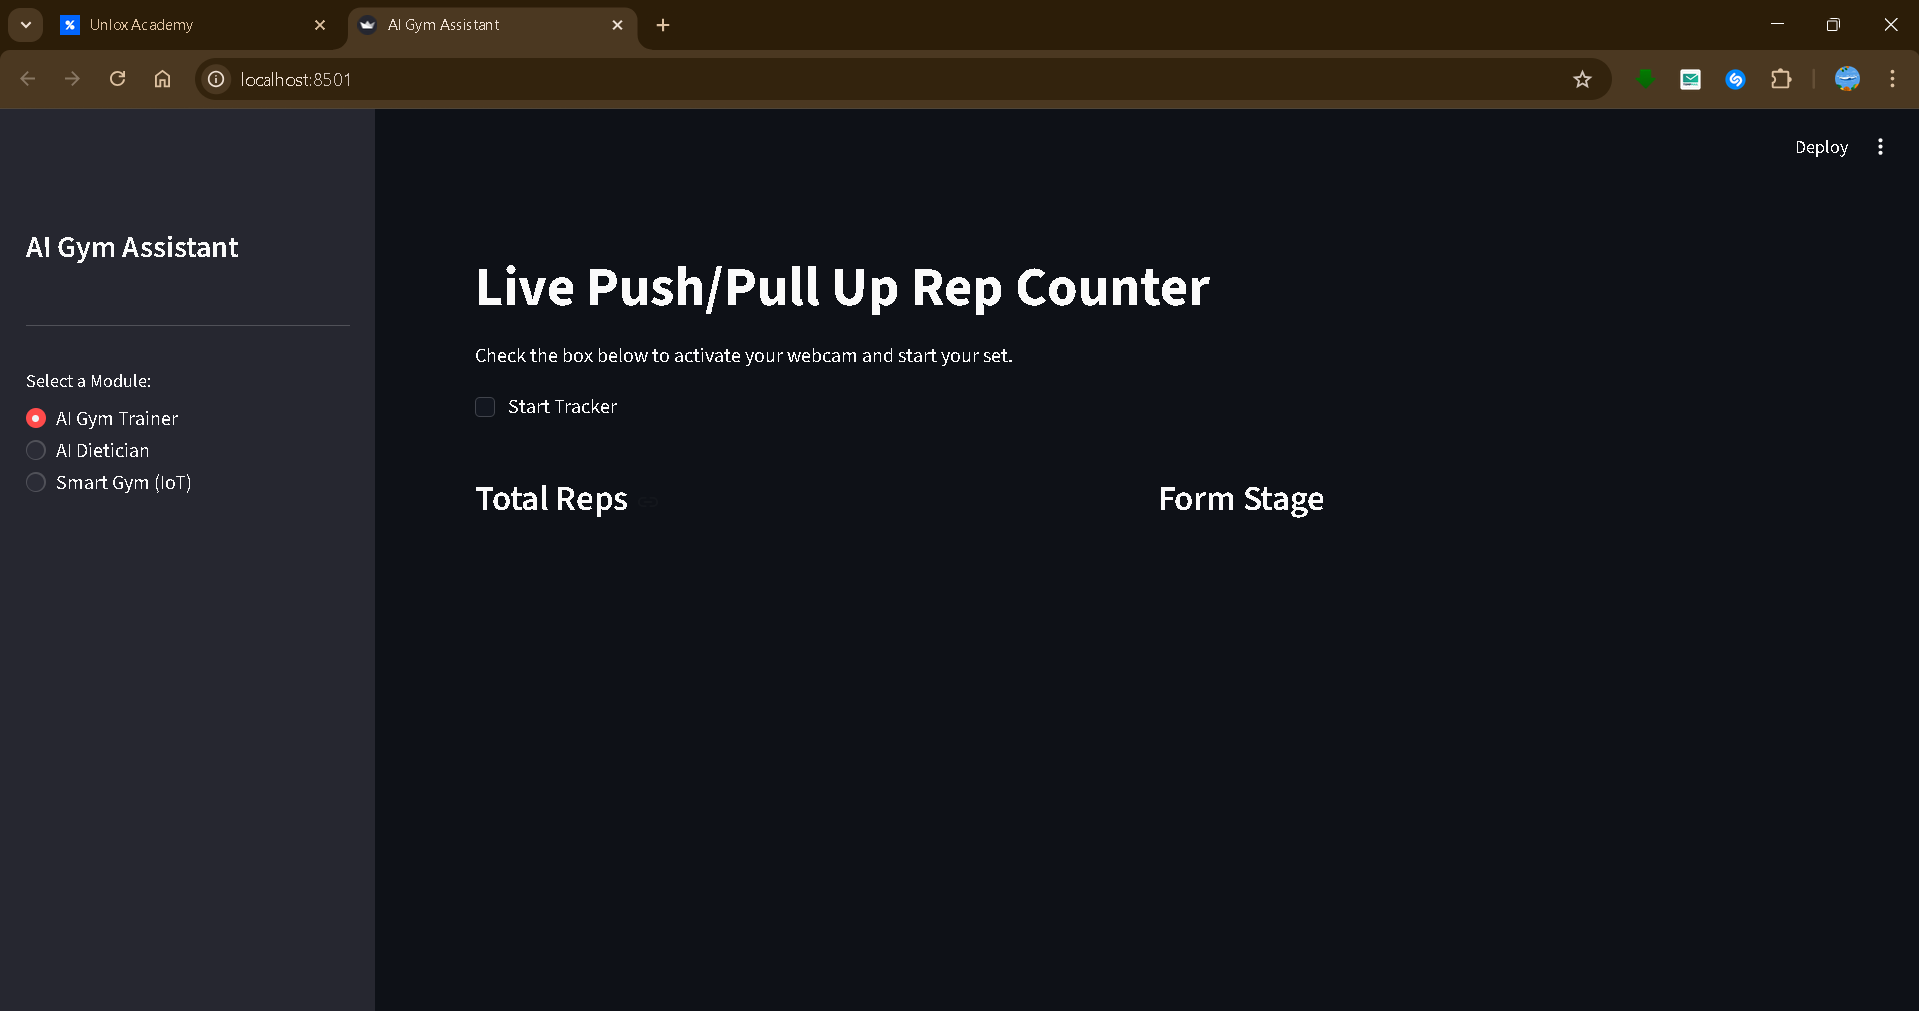 Unlox Academy
AI Gym Assistant
localhost:8501
Deploy
AI Gym Assistant
Select a Module:
AI Gym Trainer
AI Dietician
Smart Gym (IoT)
Live Push/Pull Up Rep Counter
Check the box below to activate your webcam and start your set.
Start Tracker
Total Reps
Form Stage